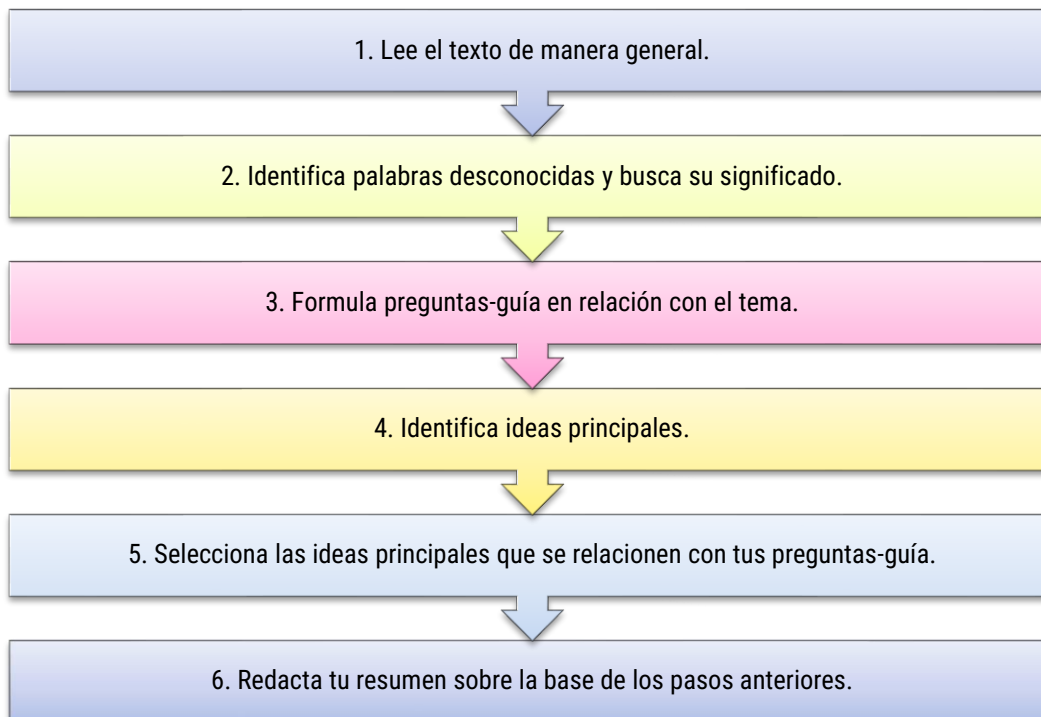 1. Lee el texto de manera general.
2. Identifica palabras desconocidas y busca su significado.
3. Formula preguntas-guía en relación con el tema.
4. Identifica ideas principales.
5. Selecciona las ideas principales que se relacionen con tus preguntas-guía.
6. Redacta tu resumen sobre la base de los pasos anteriores.